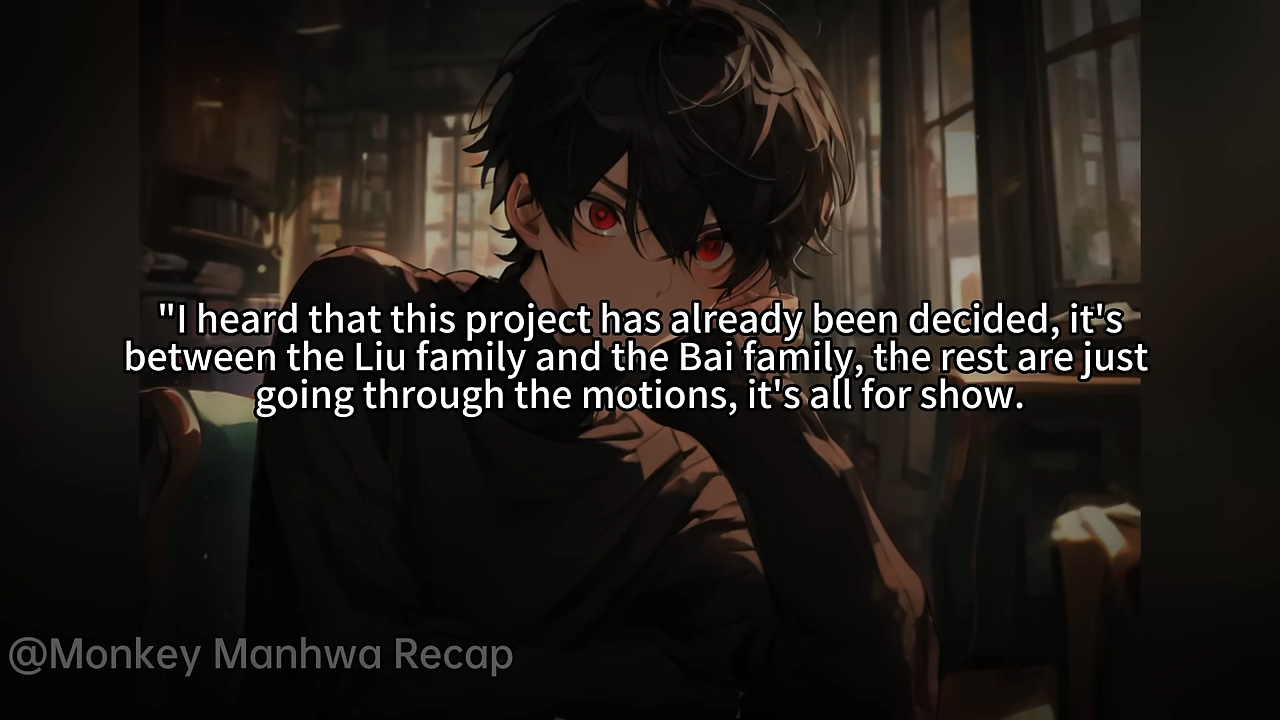 "I heard that this project has already been decided, it's
between the Liu family and the Bai family, the rest are just
going through the motions, it's all for show.
@Monkey Manhwa Recap